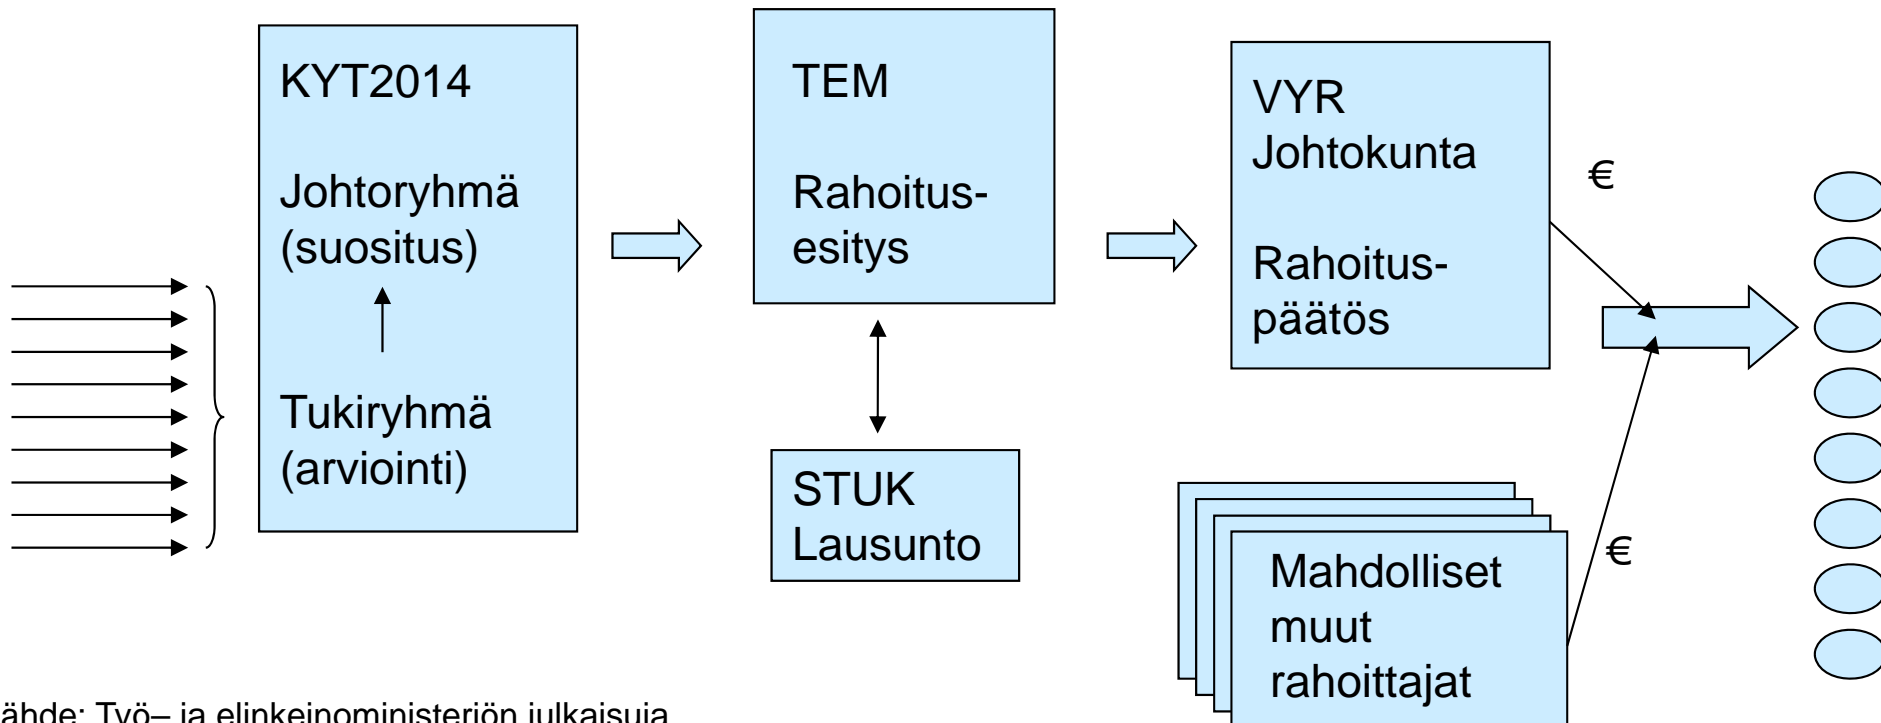 KYT2014
Johtoryhmä
(suositus)
Tukiryhmä
(arviointi)
TEM
Rahoitus-
esitys
STUK
Lausunto
VYR
Johtokunta
Rahoitus-
päätös
€
€
Mahdolliset
muut
rahoittajat
ähde: Työ– ja elinkeinoministeriön julkaisuja